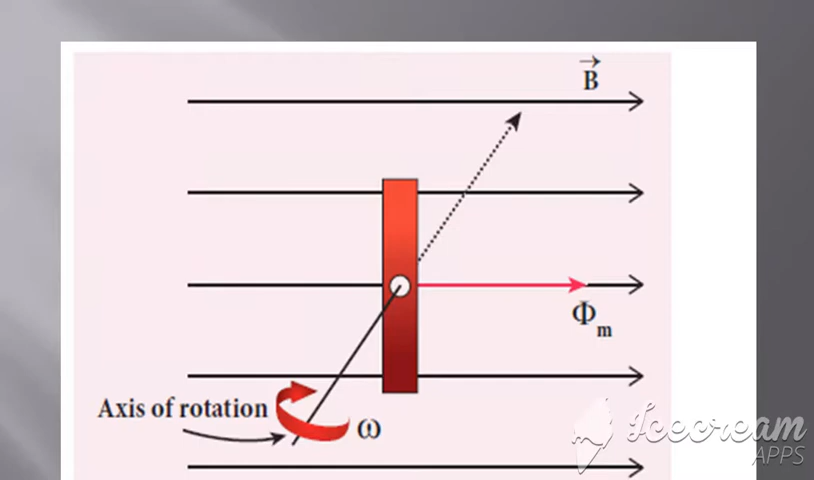 B
Φm
Axis of rotation
ω
Icecream
APPS